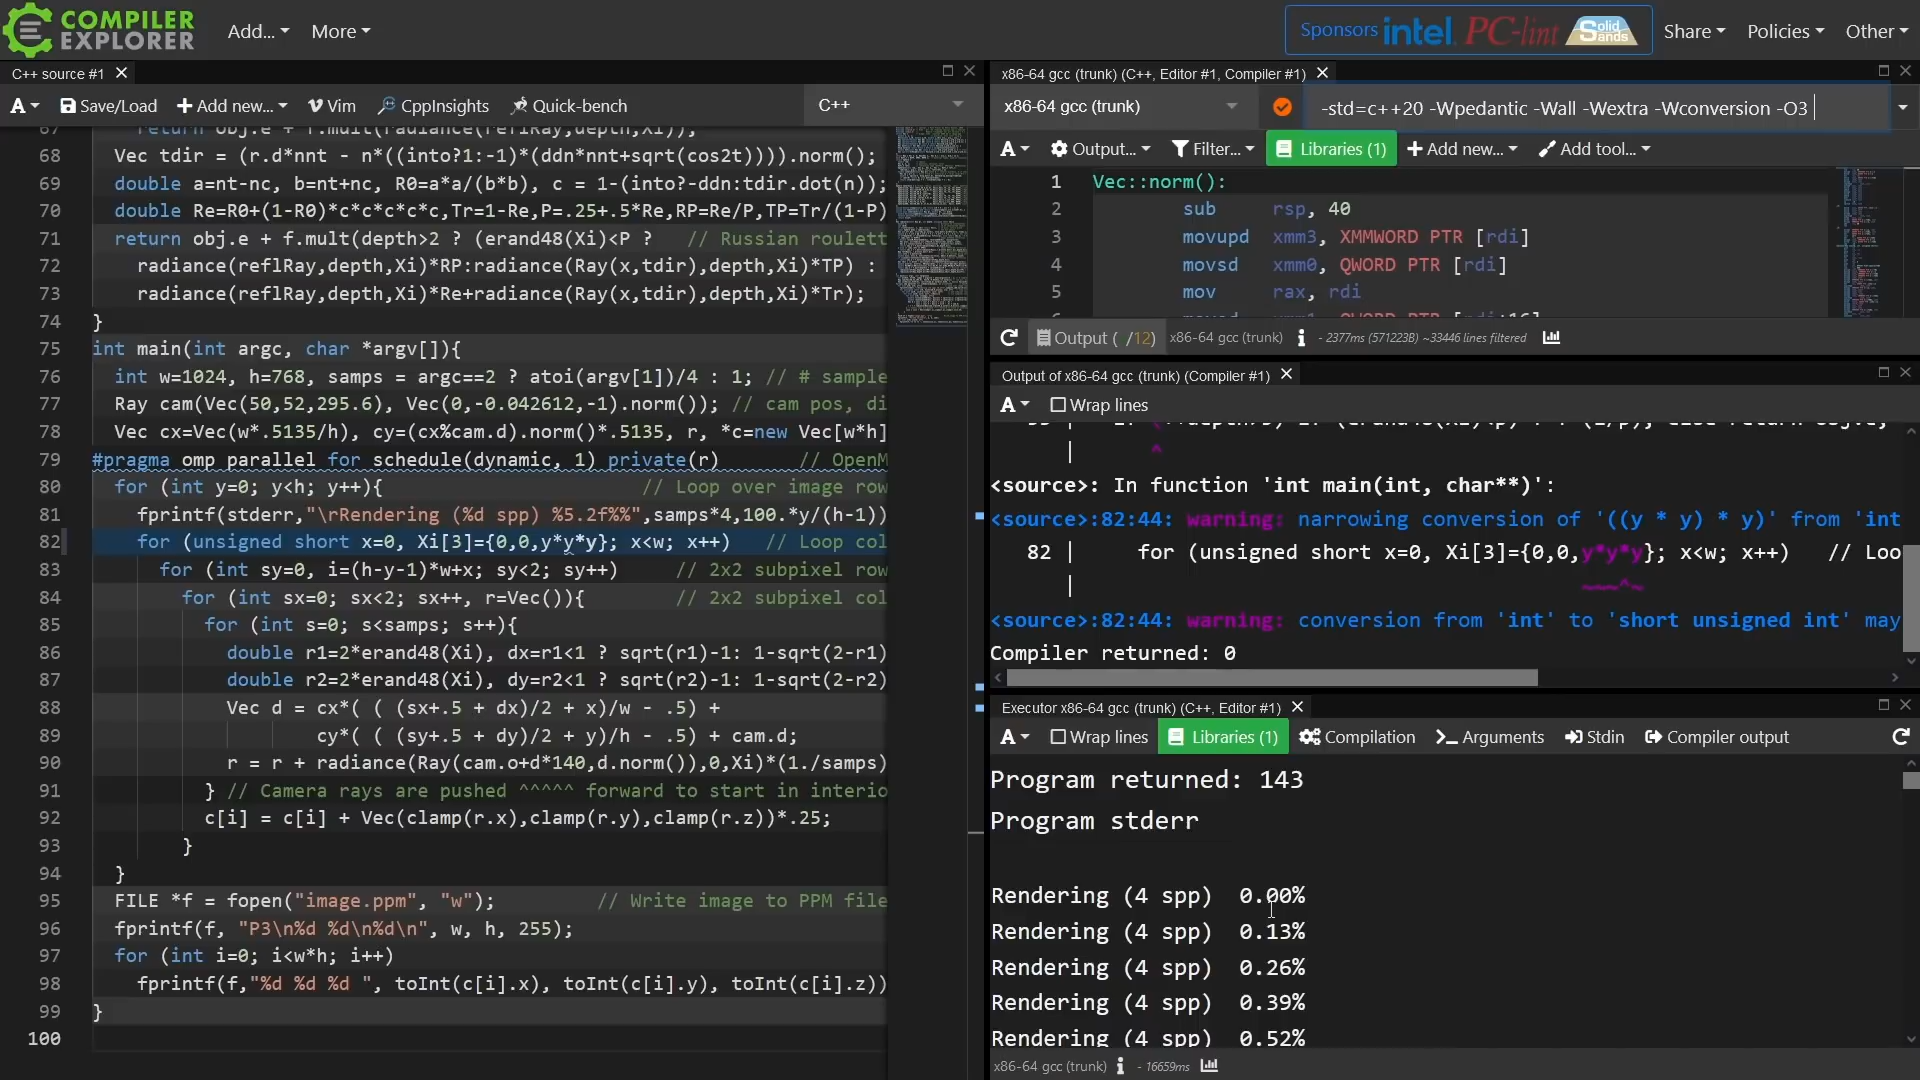 COMPILER
EXPLORER
Add...
More
Sponsors intel. PC-lint Solid Sands
Share
Policies
Other
C++ source #1
A
Save/Load
Add new...
Vim
CppInsights
Quick-bench
C++
67 return obj.e + f.mult(radiance(reflRay,depth,Xi));
68 Vec tdir = (r.d*nnt - n*((into?1:-1)*(ddn*nnt+sqrt(cos2t)))).norm();
69 double a=nt-nc, b=nt+nc, R0=a*a/(b*b), c = 1-(into?-ddn:tdir.dot(n));
70 double Re=R0+(1-R0)*c*c*c*c*c,Tr=1-Re,P=.25+.5*Re,RP=Re/P,TP=Tr/(1-P)
71 return obj.e + f.mult(depth>2 ? (erand48(Xi)<P ? // Russian roulett
72 radiance(reflRay,depth,Xi)*RP:radiance(Ray(x,tdir),depth,Xi)*TP) :
73 radiance(reflRay,depth,Xi)*Re+radiance(Ray(x,tdir),depth,Xi)*Tr);
74 }
75 int main(int argc, char *argv[]){
76 int w=1024, h=768, samps = argc==2 ? atoi(argv[1])/4 : 1; // # sample
77 Ray cam(Vec(50,52,295.6), Vec(0,-0.042612,-1).norm()); // cam pos, di
78 Vec cx=Vec(w*.5135/h), cy=(cx%cam.d).norm()*.5135, r, *c=new Vec[w*h]
79 #pragma omp parallel for schedule(dynamic, 1) private(r) // OpenM
80 for (int y=0; y<h; y++){ // Loop over image row
81 fprintf(stderr,"\rRendering (%d spp) %5.2f%%",samps*4,100.*y/(h-1))
82 for (unsigned short x=0, Xi[3]={0,0,y*y*y}; x<w; x++) // Loop col
83 for (int sy=0, i=(h-y-1)*w+x; sy<2; sy++) // 2x2 subpixel row
84 for (int sx=0; sx<2; sx++, r=Vec()){ // 2x2 subpixel col
85 for (int s=0; s<samps; s++){
86 double r1=2*erand48(Xi), dx=r1<1 ? sqrt(r1)-1: 1-sqrt(2-r1)
87 double r2=2*erand48(Xi), dy=r2<1 ? sqrt(r2)-1: 1-sqrt(2-r2)
88 Vec d = cx*( ( (sx+.5 + dx)/2 + x)/w - .5) +
89 cy*( ( (sy+.5 + dy)/2 + y)/h - .5) + cam.d;
90 r = r + radiance(Ray(cam.o+d*140,d.norm()),0,Xi)*(1./samps)
91 } // Camera rays are pushed ^^^^^ forward to start in interio
92 c[i] = c[i] + Vec(clamp(r.x),clamp(r.y),clamp(r.z))*.25;
93 }
94 }
95 FILE *f = fopen("image.ppm", "w"); // Write image to PPM file
96 fprintf(f, "P3\n%d %d\n%d\n", w, h, 255);
97 for (int i=0; i<w*h; i++)
98 fprintf(f,"%d %d %d ", toInt(c[i].x), toInt(c[i].y), toInt(c[i].z))
99 }
100
x86-64 gcc (trunk) (C++, Editor #1, Compiler #1)
x86-64 gcc (trunk)
-std=c++20 -Wpedantic -Wall -Wextra -Wconversion -O3
A
Output...
Filter...
Libraries (1)
Add new...
Add tool...
1 Vec::norm():
2 sub rsp, 40
3 movupd xmm3, XMMWORD PTR [rdi]
4 movsd xmm0, QWORD PTR [rdi]
5 mov rax, rdi
Output ( /12) x86-64 gcc (trunk) i - 2377ms (571223B) ~33446 lines filtered
Output of x86-64 gcc (trunk) (Compiler #1)
A
Wrap lines
| ^
<source>: In function 'int main(int, char**)':
<source>:82:44: warning: narrowing conversion of '((y * y) * y)' from 'int
82 | for (unsigned short x=0, Xi[3]={0,0,y*y*y}; x<w; x++) // Loo
| ~~~^~
<source>:82:44: warning: conversion from 'int' to 'short unsigned int' may
Compiler returned: 0
Executor x86-64 gcc (trunk) (C++, Editor #1)
A
Wrap lines
Libraries (1)
Compilation
Arguments
Stdin
Compiler output
Program returned: 143
Program stderr
Rendering (4 spp) 0.00%
Rendering (4 spp) 0.13%
Rendering (4 spp) 0.26%
Rendering (4 spp) 0.39%
Rendering (4 spp) 0.52%
x86-64 gcc (trunk) i - 16659ms